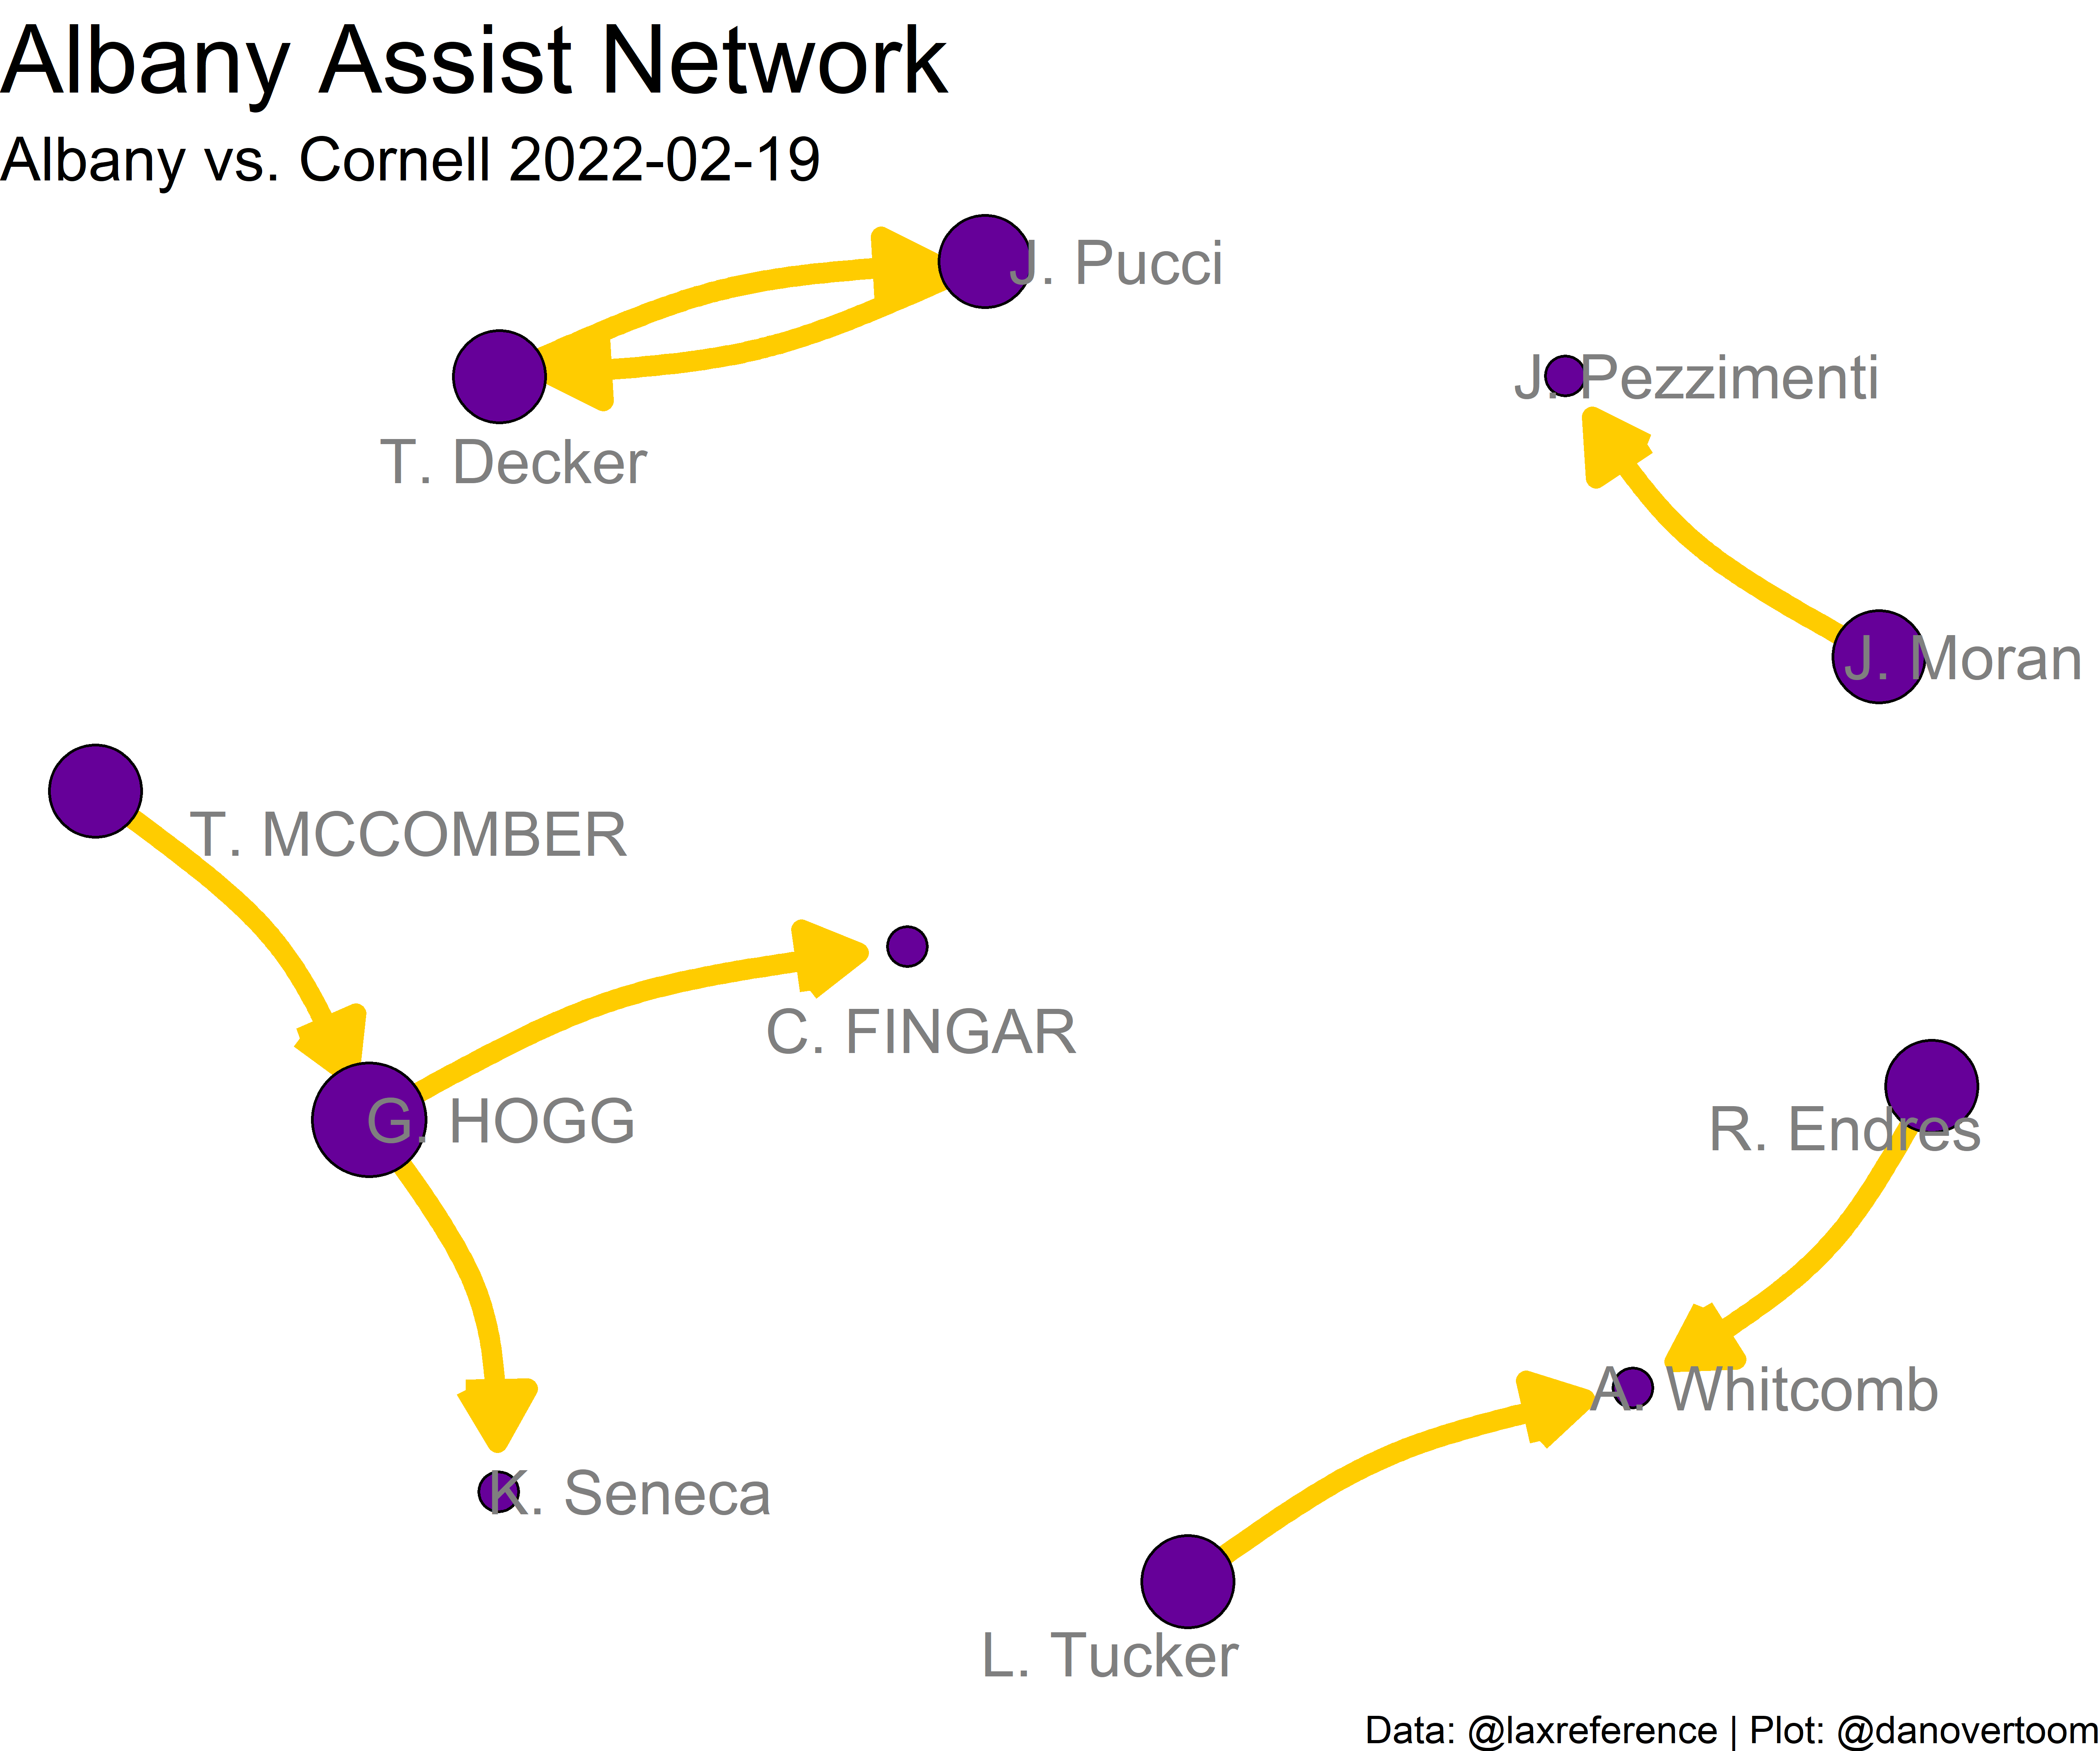 Albany Assist Network
Albany vs. Cornell 2022-02-19
J. Pucci
J. Pezzimenti
T. Decker
J. Moran
T. MCCOMBER
C. FINGAR
G. HOGG
R. Endres
A. Whitcomb
K. Seneca
L. Tucker
Data: @laxreference | Plot: @danovertoom